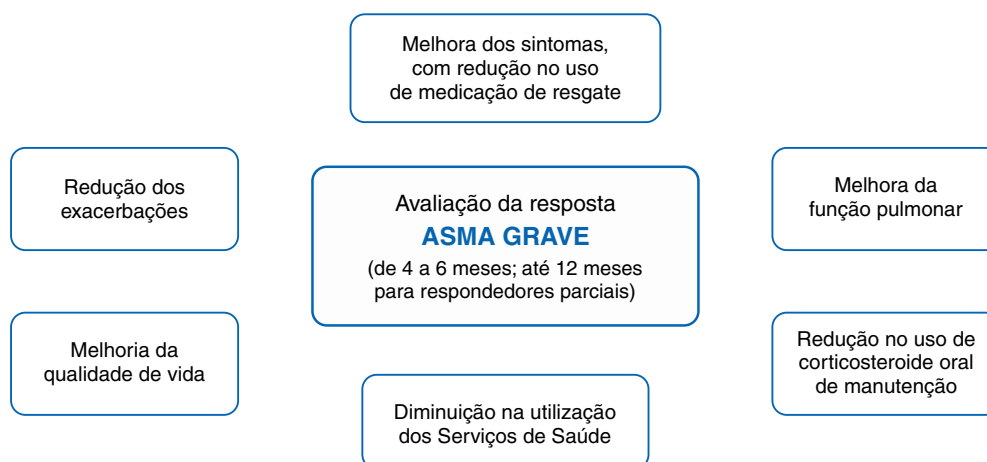 Melhora dos sintomas,
com redução no uso
de medicação de resgate
Redução dos
exacerbações
Avaliação da resposta
ASMA GRAVE
(de 4 a 6 meses; até 12 meses
para respondedores parciais)
Melhora da
função pulmonar
Melhoria da
qualidade de vida
Redução no uso de
corticosteroide oral
de manutenção
Diminuição na utilização
dos Serviços de Saúde